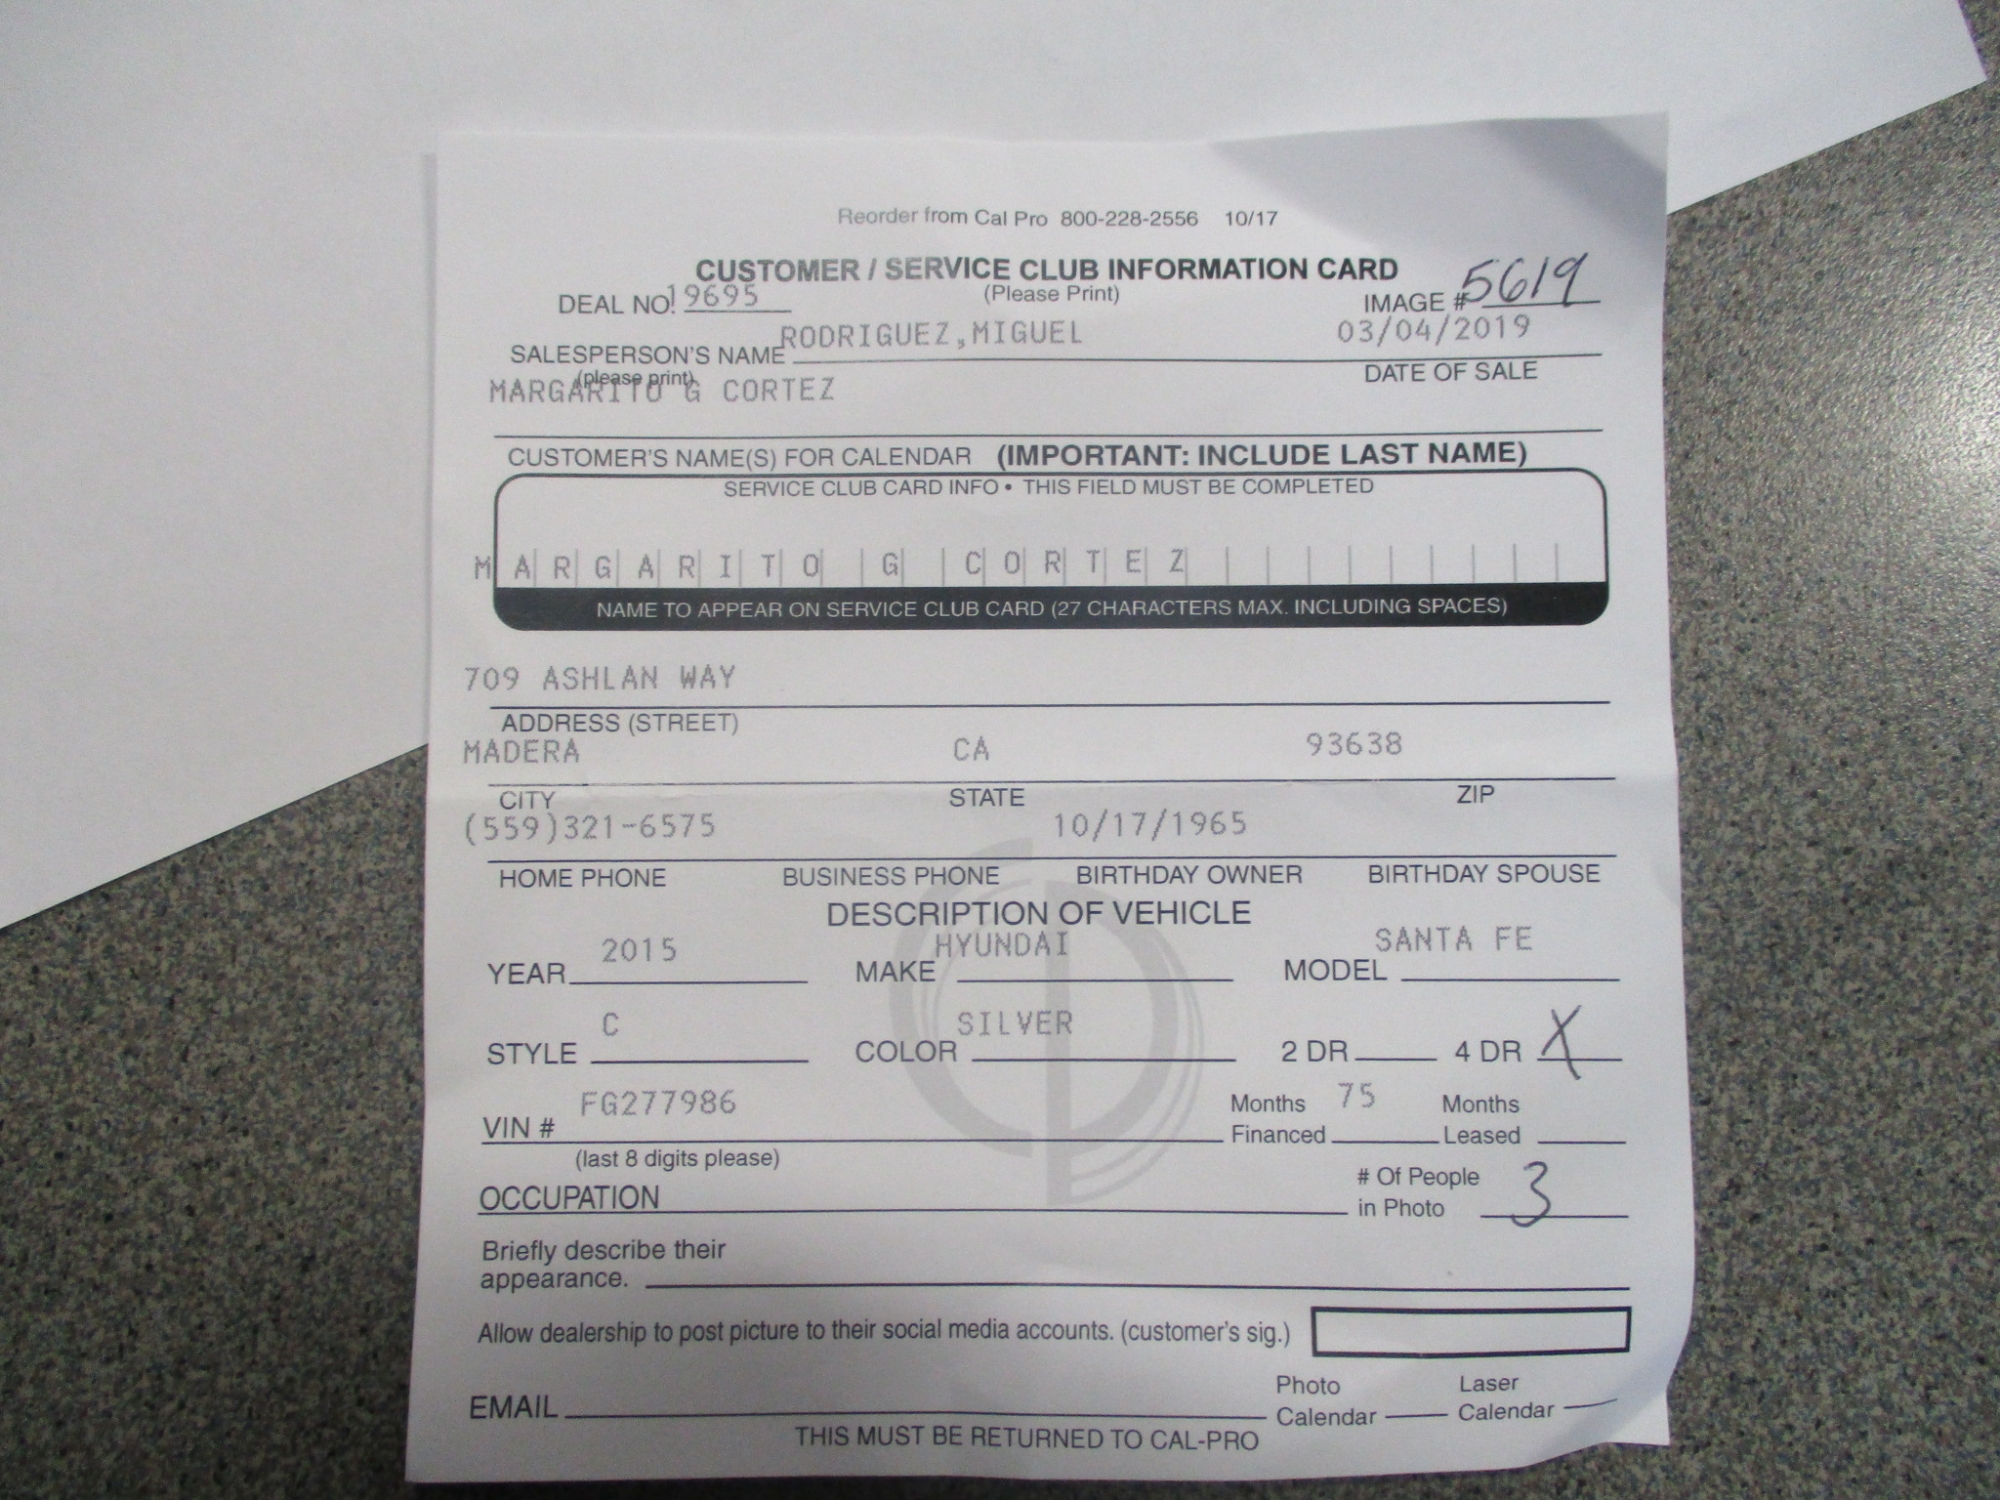 Reorder from Cal Pro 800-228-2556 10/17
CUSTOMER / SERVICE CLUB INFORMATION CARD
(Please Print)
DEAL NO. 19695 IMAGE # 5619
RODRIGUEZ,MIGUEL 03/04/2019
SALESPERSON'S NAME
(please print) DATE OF SALE
MARGARITO G CORTEZ
CUSTOMER'S NAME(S) FOR CALENDAR (IMPORTANT: INCLUDE LAST NAME)
SERVICE CLUB CARD INFO • THIS FIELD MUST BE COMPLETED
M A R G A R I T O G C O R T E Z
NAME TO APPEAR ON SERVICE CLUB CARD (27 CHARACTERS MAX. INCLUDING SPACES)
709 ASHLAN WAY
ADDRESS (STREET)
MADERA CA 93638
CITY STATE ZIP
(559)321-6575 10/17/1965
HOME PHONE BUSINESS PHONE BIRTHDAY OWNER BIRTHDAY SPOUSE
DESCRIPTION OF VEHICLE
YEAR 2015 MAKE HYUNDAI MODEL SANTA FE
STYLE C COLOR SILVER 2 DR 4 DR X
VIN # FG277986 Months Financed 75 Months Leased
(last 8 digits please)
OCCUPATION # Of People in Photo 3
Briefly describe their
appearance.
Allow dealership to post picture to their social media accounts. (customer's sig.)
EMAIL Photo Calendar Laser Calendar
THIS MUST BE RETURNED TO CAL-PRO